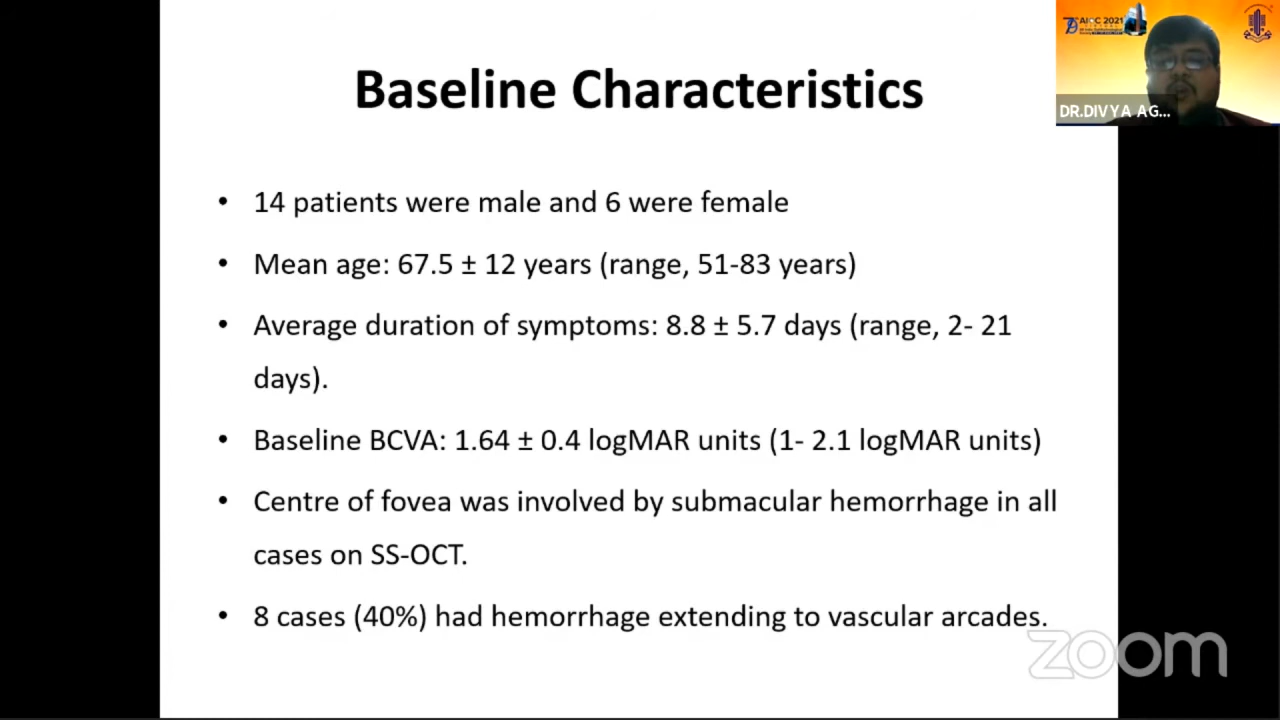 AIOC 2021
Baseline Characteristics
DR.DIVYA AG...
• 14 patients were male and 6 were female
• Mean age: 67.5 ± 12 years (range, 51-83 years)
• Average duration of symptoms: 8.8 ± 5.7 days (range, 2- 21
days).
• Baseline BCVA: 1.64 ± 0.4 logMAR units (1- 2.1 logMAR units)
• Centre of fovea was involved by submacular hemorrhage in all
cases on SS-OCT.
• 8 cases (40%) had hemorrhage extending to vascular arcades.
zoom